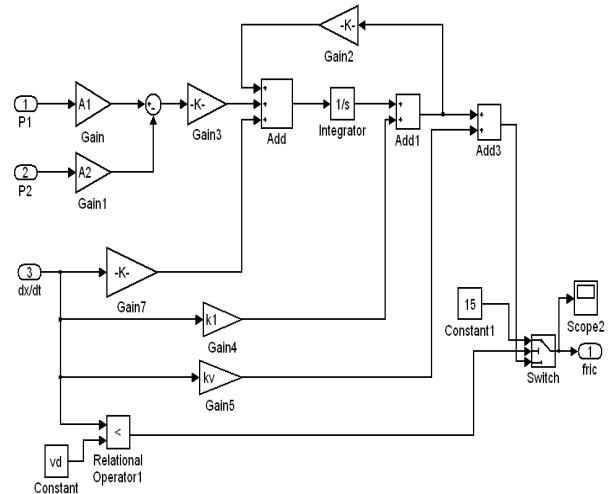 -K-
Gain2
1
P1
A1
Gain
+
-
-K-
Gain3
+
+
+
Add
1/s
Integrator
+
+
Add1
+
+
Add3
2
P2
A2
Gain1
3
dx/dt
-K-
Gain7
k1
Gain4
kv
Gain5
15
Constant1
Scope2
Switch
1
fric
<
Relational
Operator1
vd
Constant